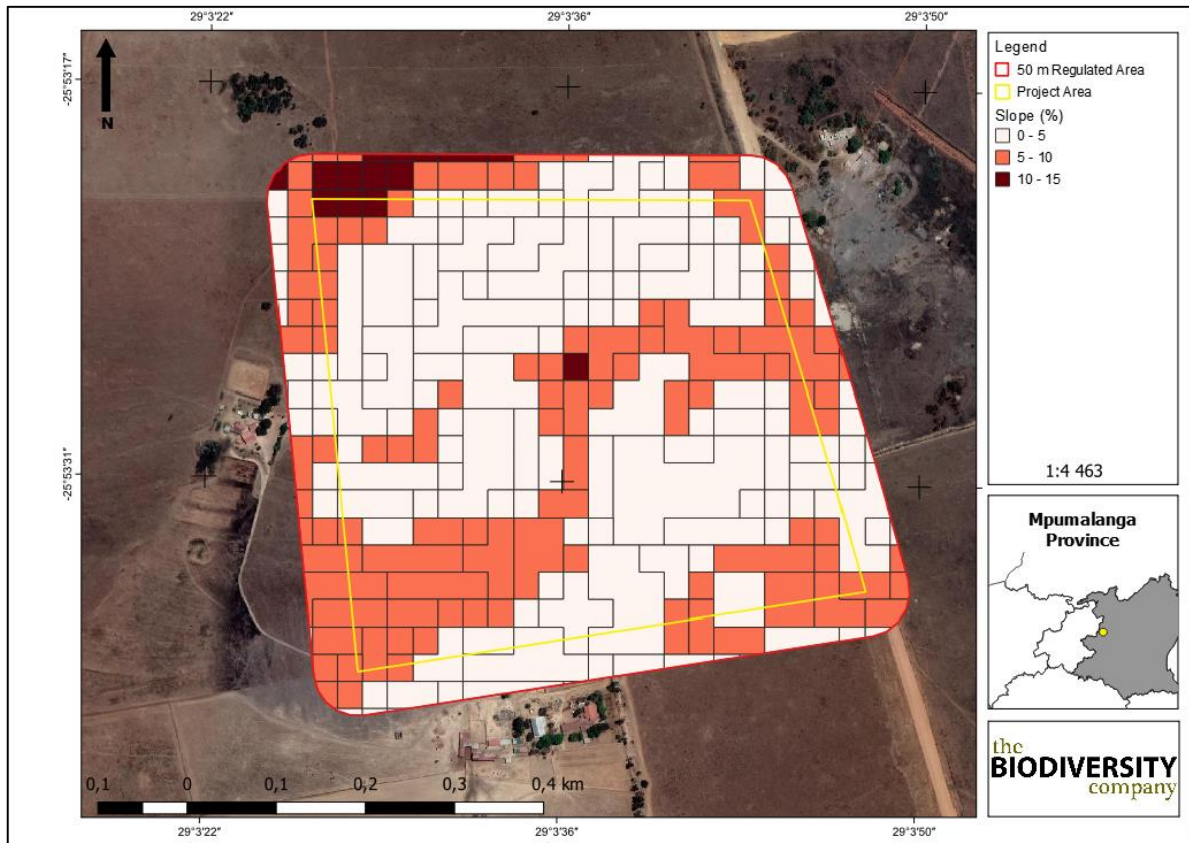 29°3'22"
29°3'36"
29°3'50"
-25°53'17"
-25°53'31"
N
Legend
50 m Regulated Area
Project Area
Slope (%)
0 - 5
5 - 10
10 - 15
1:4 463
Mpumalanga
Province
the
BIODIVERSITY
company
0,1 0 0,1 0,2 0,3 0,4 km
29°3'22"
29°3'36"
29°3'50"